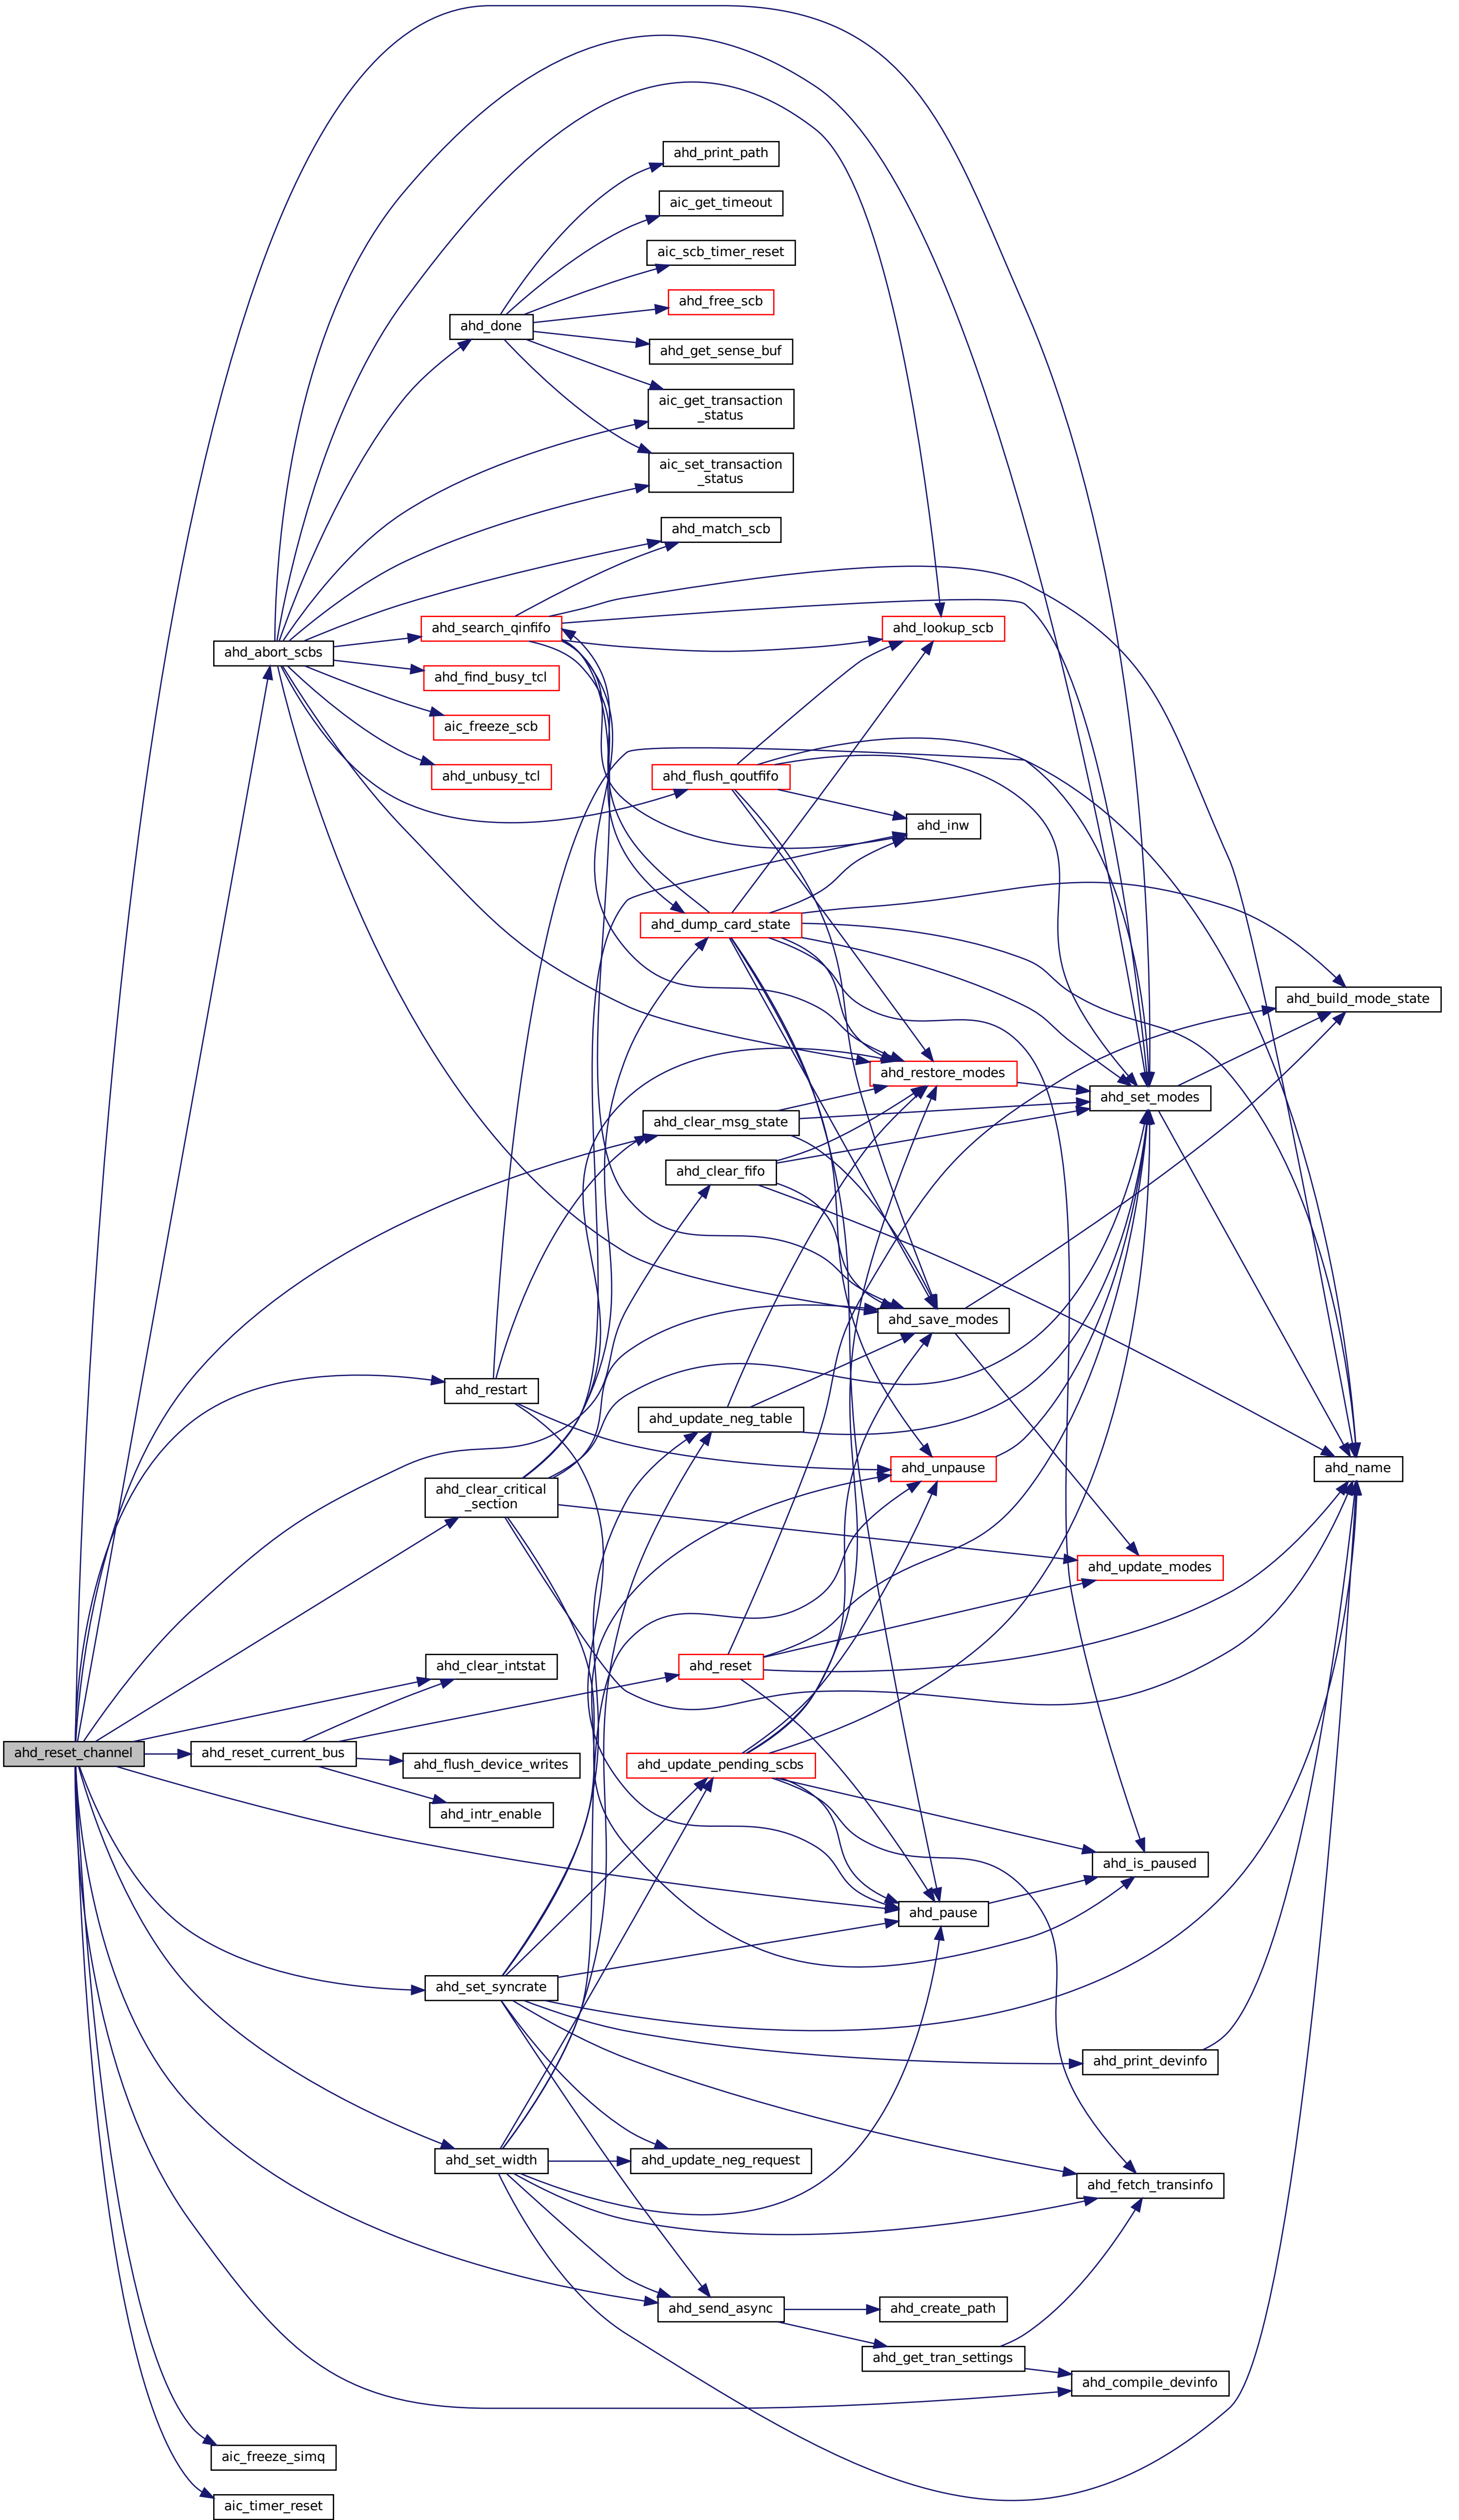 ahd_print_path
aic_get_timeout
aic_scb_timer_reset
ahd_free_scb
ahd_done
ahd_get_sense_buf
aic_get_transaction
_status
aic_set_transaction
_status
ahd_match_scb
ahd_search_qinfifo
ahd_lookup_scb
ahd_abort_scbs
ahd_find_busy_tcl
aic_freeze_scb
ahd_unbusy_tcl
ahd_flush_qoutfifo
ahd_inw
ahd_dump_card_state
ahd_build_mode_state
ahd_restore_modes
ahd_set_modes
ahd_clear_msg_state
ahd_clear_fifo
ahd_save_modes
ahd_restart
ahd_update_neg_table
ahd_unpause
ahd_name
ahd_clear_critical
_section
ahd_update_modes
ahd_clear_intstat
ahd_reset
ahd_reset_channel
ahd_reset_current_bus
ahd_flush_device_writes
ahd_update_pending_scbs
ahd_intr_enable
ahd_is_paused
ahd_pause
ahd_set_syncrate
ahd_print_devinfo
ahd_set_width
ahd_update_neg_request
ahd_fetch_transinfo
ahd_send_async
ahd_create_path
ahd_get_tran_settings
ahd_compile_devinfo
aic_freeze_simq
aic_timer_reset